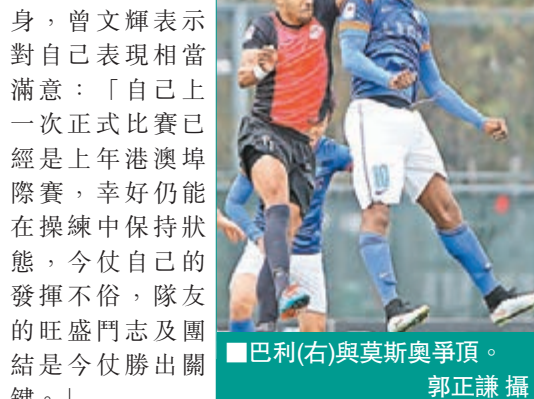 身，曾文輝表示
對自己表現相當
滿意：「自己上
一次正式比賽已
經是上年港澳埠
際賽，幸好仍能
在操練中保持狀
態，今仗自己的
發揮不俗，隊友
的旺盛鬥志及團
結是今仗勝出關
鍵。」
10
■巴利(右)與莫斯奧爭頂。
郭正謙 攝